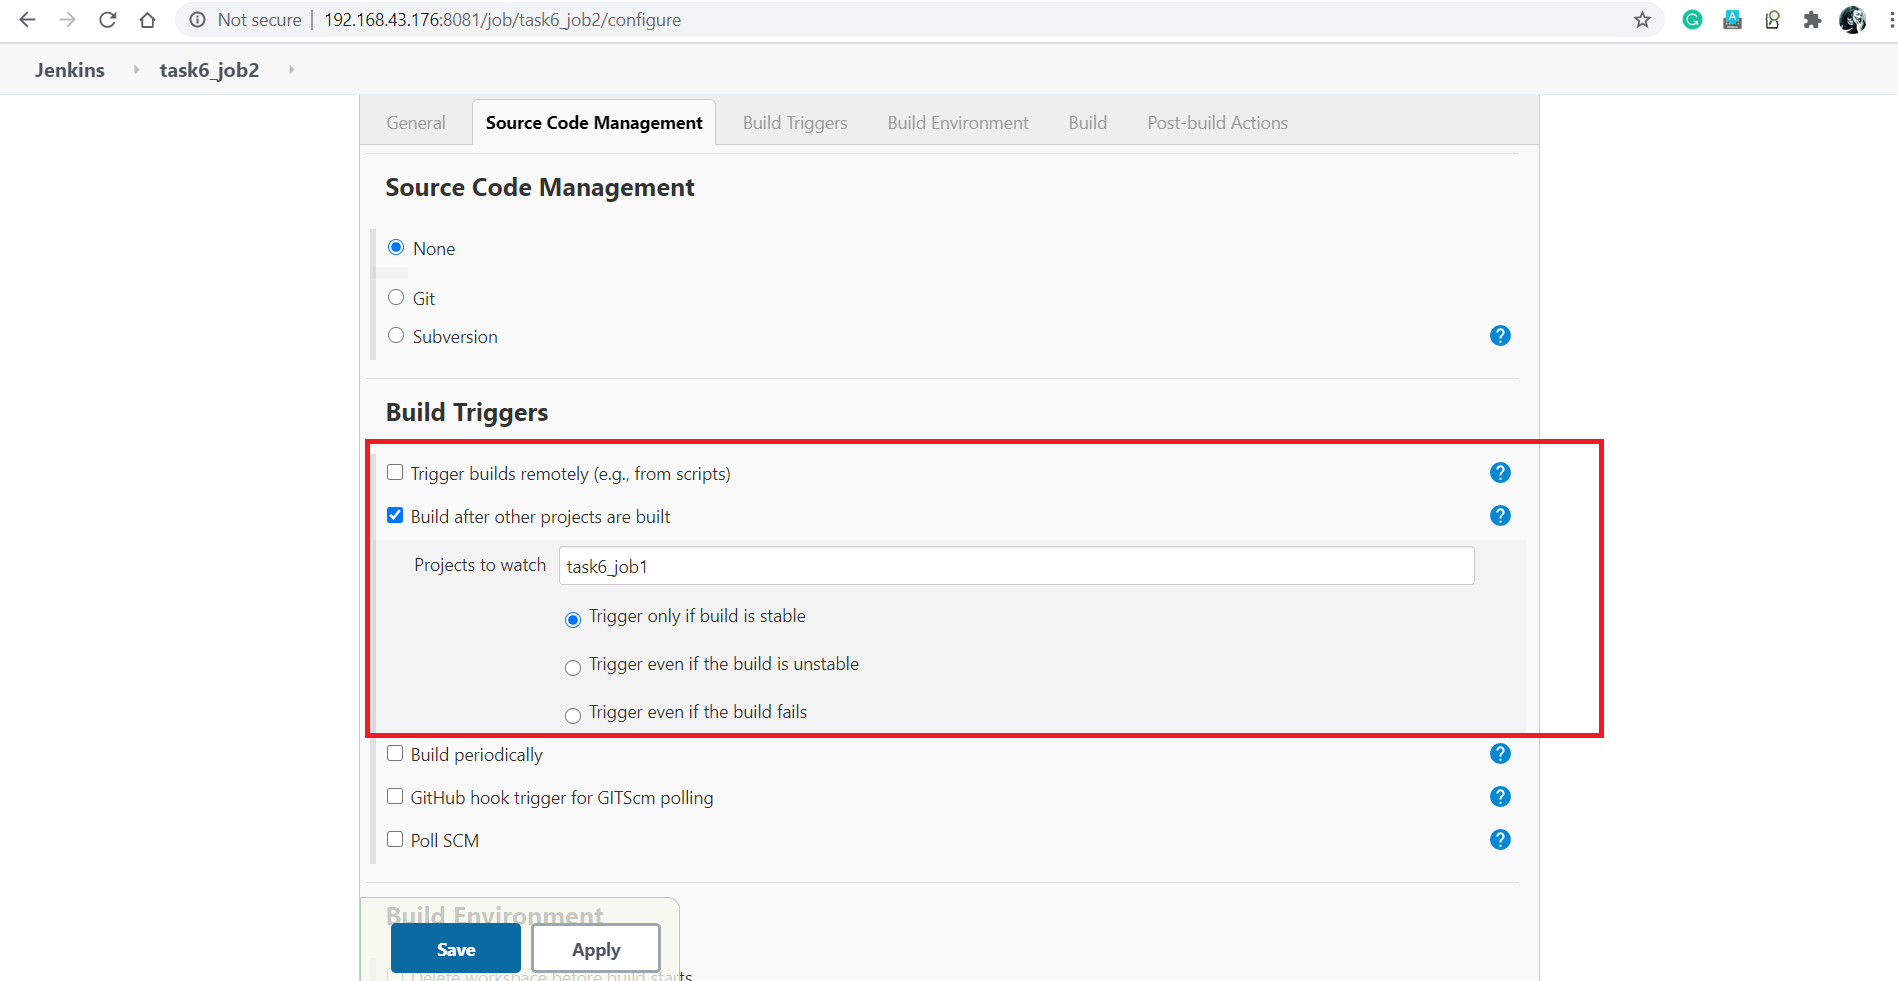 Not secure | 192.168.43.176:8081/job/task6_job2/configure
Jenkins task6_job2
General Source Code Management Build Triggers Build Environment Build Post-build Actions
Source Code Management
None
Git
Subversion
Build Triggers
Trigger builds remotely (e.g., from scripts)
Build after other projects are built
Projects to watch task6_job1
Trigger only if build is stable
Trigger even if the build is unstable
Trigger even if the build fails
Build periodically
GitHub hook trigger for GITScm polling
Poll SCM
Build Environment
Save Apply
Delete workspace before build starts